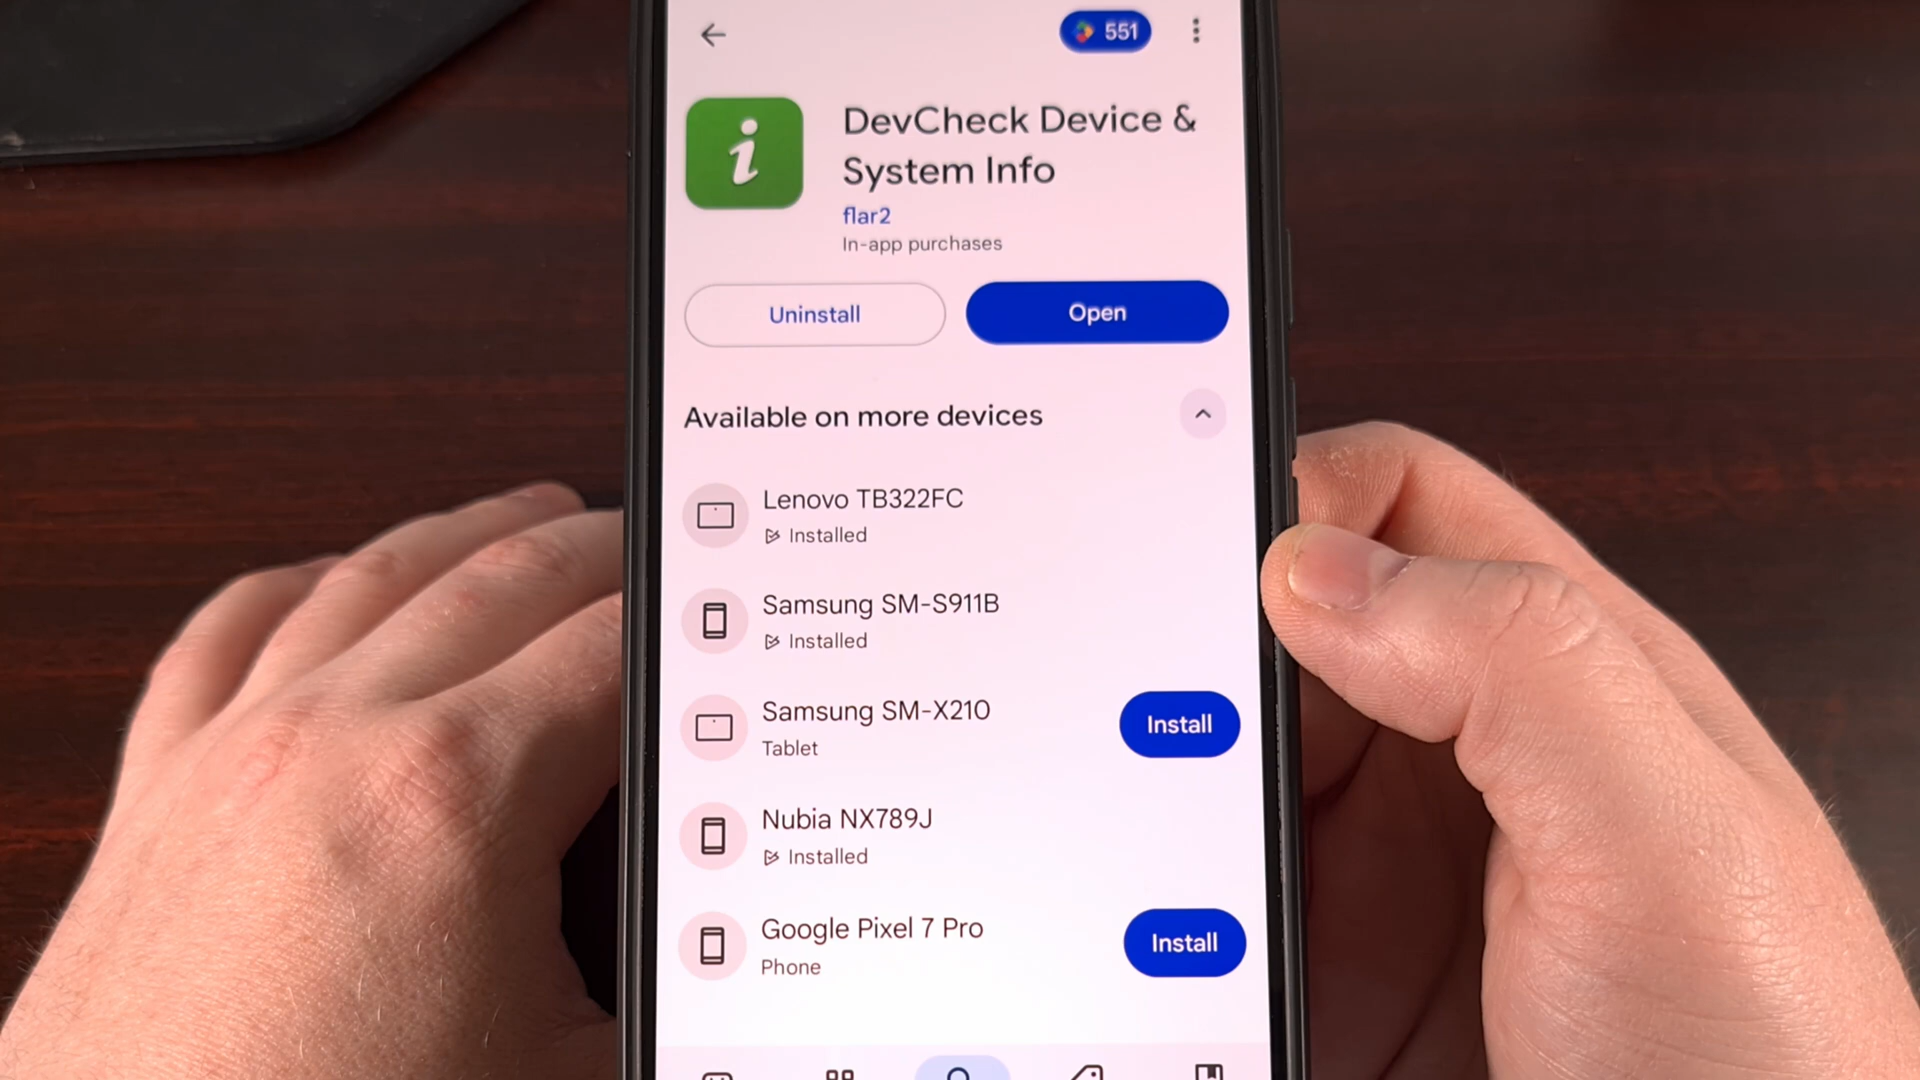 551
DevCheck Device &
System Info
flar2
In-app purchases
Uninstall
Open
Available on more devices
Lenovo TB322FC
Installed
Samsung SM-S911B
Installed
Samsung SM-X210
Tablet
Install
Nubia NX789J
Installed
Google Pixel 7 Pro
Phone
Install